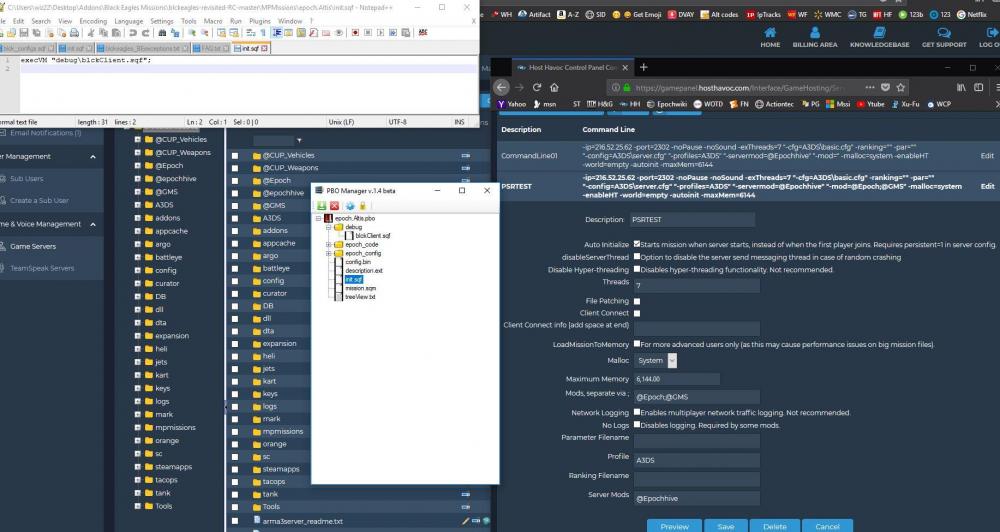 C:\Users\wiz22\Desktop\Addons\Black Eagles Missions\blckeagles-revisited-RC-master\MPMission\epoch.Altis\init.sqf - Notepad++
Edit Search View Encoding Language Settings Tools Macro Run Plugins Window ?
blck_configs.sqf init.sqf blckeagles_BEexceptions.txt FAQ.txt init.sqf
1 execVM "debug\blckClient.sqf";
2
normal text file length : 31 lines : 2 Ln : 2 Col : 1 Sel : 0 | 0 Unix (LF) UTF-8 INS
Email Notifications (1)
er Management
Sub Users
Create a Sub User
ame & Voice Management
Game Servers
TeamSpeak Servers
@CUP_Vehicles
@CUP_Weapons
@Epoch
@epochhive
@GMS
A3DS
addons
appcache
argo
battleye
config
curator
DB
dll
dta
expansion
heli
jets
kart
keys
logs
mark
mpmissions
orange
sc
steamapps
tacops
tank
Tools
@CUP_Vehicles
@CUP_Weapons
@Epoch
@epochhive
@GMS
A3DS
addons
appcache
argo
battleye
config
curator
DB
dll
dta
expansion
heli
jets
kart
keys
logs
mark
mpmissions
orange
sc
steamapps
tacops
tank
Tools
arma3server_readme.txt
PBO Manager v.1.4 beta
epoch.Altis.pbo
debug
blckClient.sqf
epoch_code
epoch_config
config.bin
description.ext
init.sqf
mission.sqm
treeView.txt
WH Artifact A-Z SID Get Emoji DVAY Alt codes IpTracks WF WMC TG HF 123b 123 Netflix
HOME BILLING AREA KNOWLEDGEBASE GET SUPPORT LOG O
Host Havoc Control Panel Con
https://gamepanel.hosthavoc.com/Interface/GameHosting/Ser
Yahoo msn ST H&G HH Epochwiki WOTD FN Actiontec PG Mssi Ytube Xu-Fu WCP
Description Command Line
CommandLine01 -ip=216.52.25.62 -port=2302 -noPause -noSound -exThreads=7 "-cfg=A3DS\basic.cfg" "-par=" "-config=A3DS\server.cfg" "-profiles=A3DS" "-servermod=@Epochhive" "-mod=" -malloc=system -enableHT -world=empty -autoinit -maxMem=6144 Edit
PSRTEST -ip=216.52.25.62 -port=2302 -noPause -noSound -exThreads=7 "-cfg=A3DS\basic.cfg" "-par=" "-config=A3DS\server.cfg" "-profiles=A3DS" "-servermod=@Epochhive" "-mod=@Epoch;@GMS" -malloc=system -enableHT -world=empty -autoinit -maxMem=6144 Edit
Description: PSRTEST
Auto Initialize Starts mission when server starts, instead of when the first player joins. Requires persistent=1 in server config.
disableServerThread Option to disable the server send messaging thread in case of random crashing
Disable Hyper-threading Disables hyper-threading functionality. Not recommended.
Threads 7
File Patching
Client Connect
Client Connect info (add space at end)
LoadMissionToMemory For more advanced users only (as this may cause performance issues on big mission files).
Malloc System
Maximum Memory 6,144.00
Mods, separate via ; @Epoch;@GMS
Network Logging Enables multiplayer network traffic logging. Not recommended.
No Logs Disables logging. Required by some mods.
Parameter Filename
Profile A3DS
Ranking Filename
Server Mods @Epochhive
Preview Save Delete Cancel